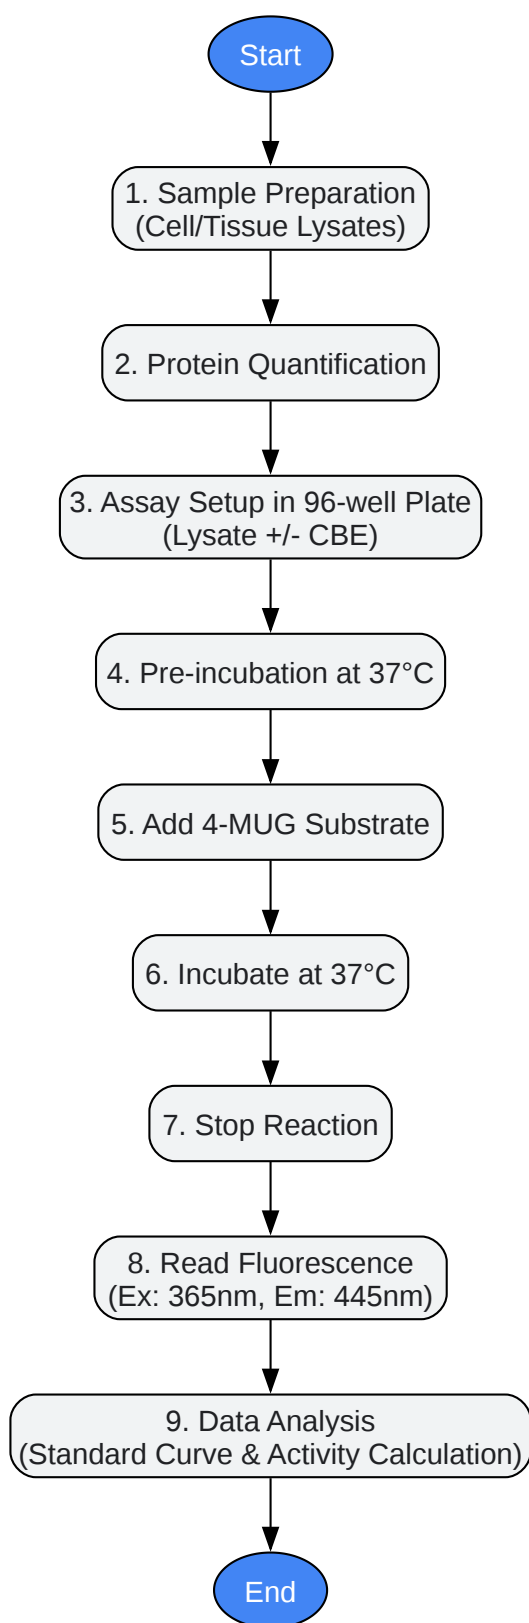 Start
1. Sample Preparation
(Cell/Tissue Lysates)
2. Protein Quantification
3. Assay Setup in 96-well Plate
(Lysate +/- CBE)
4. Pre-incubation at 37°C
5. Add 4-MUG Substrate
6. Incubate at 37°C
7. Stop Reaction
8. Read Fluorescence
(Ex: 365nm, Em: 445nm)
9. Data Analysis
(Standard Curve & Activity Calculation)
End